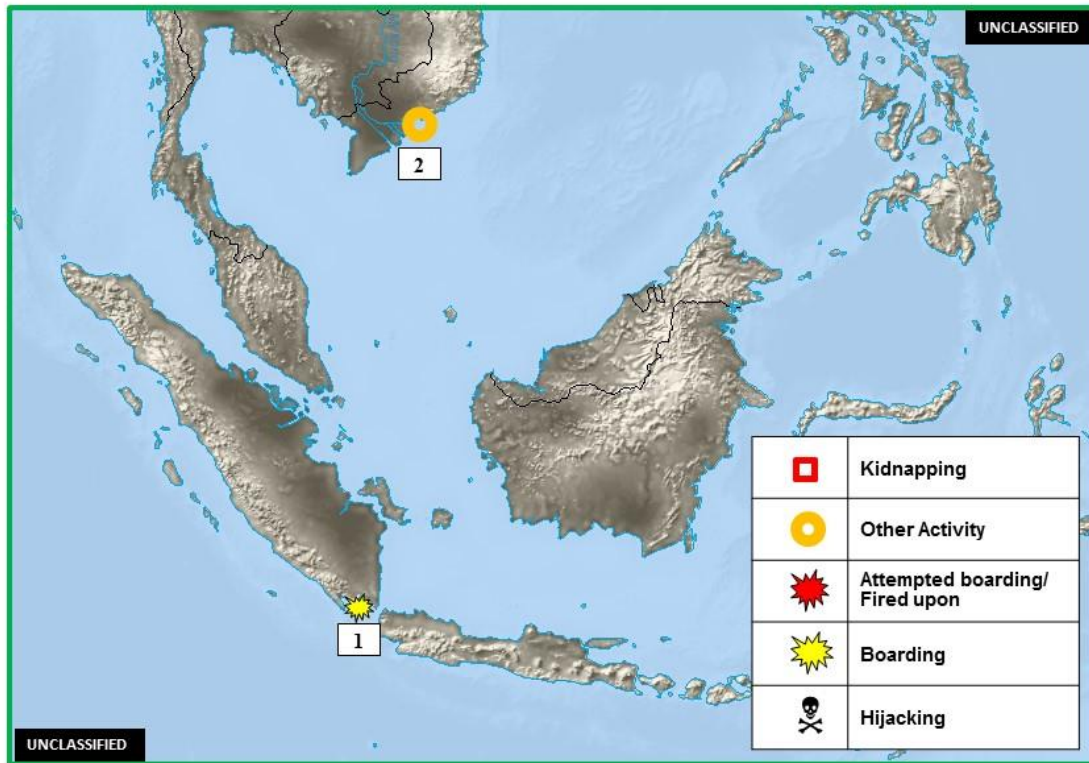 UNCLASSIFIED
2
1
Kidnapping
Other Activity
Attempted boarding/
Fired upon
Boarding
Hijacking
UNCLASSIFIED